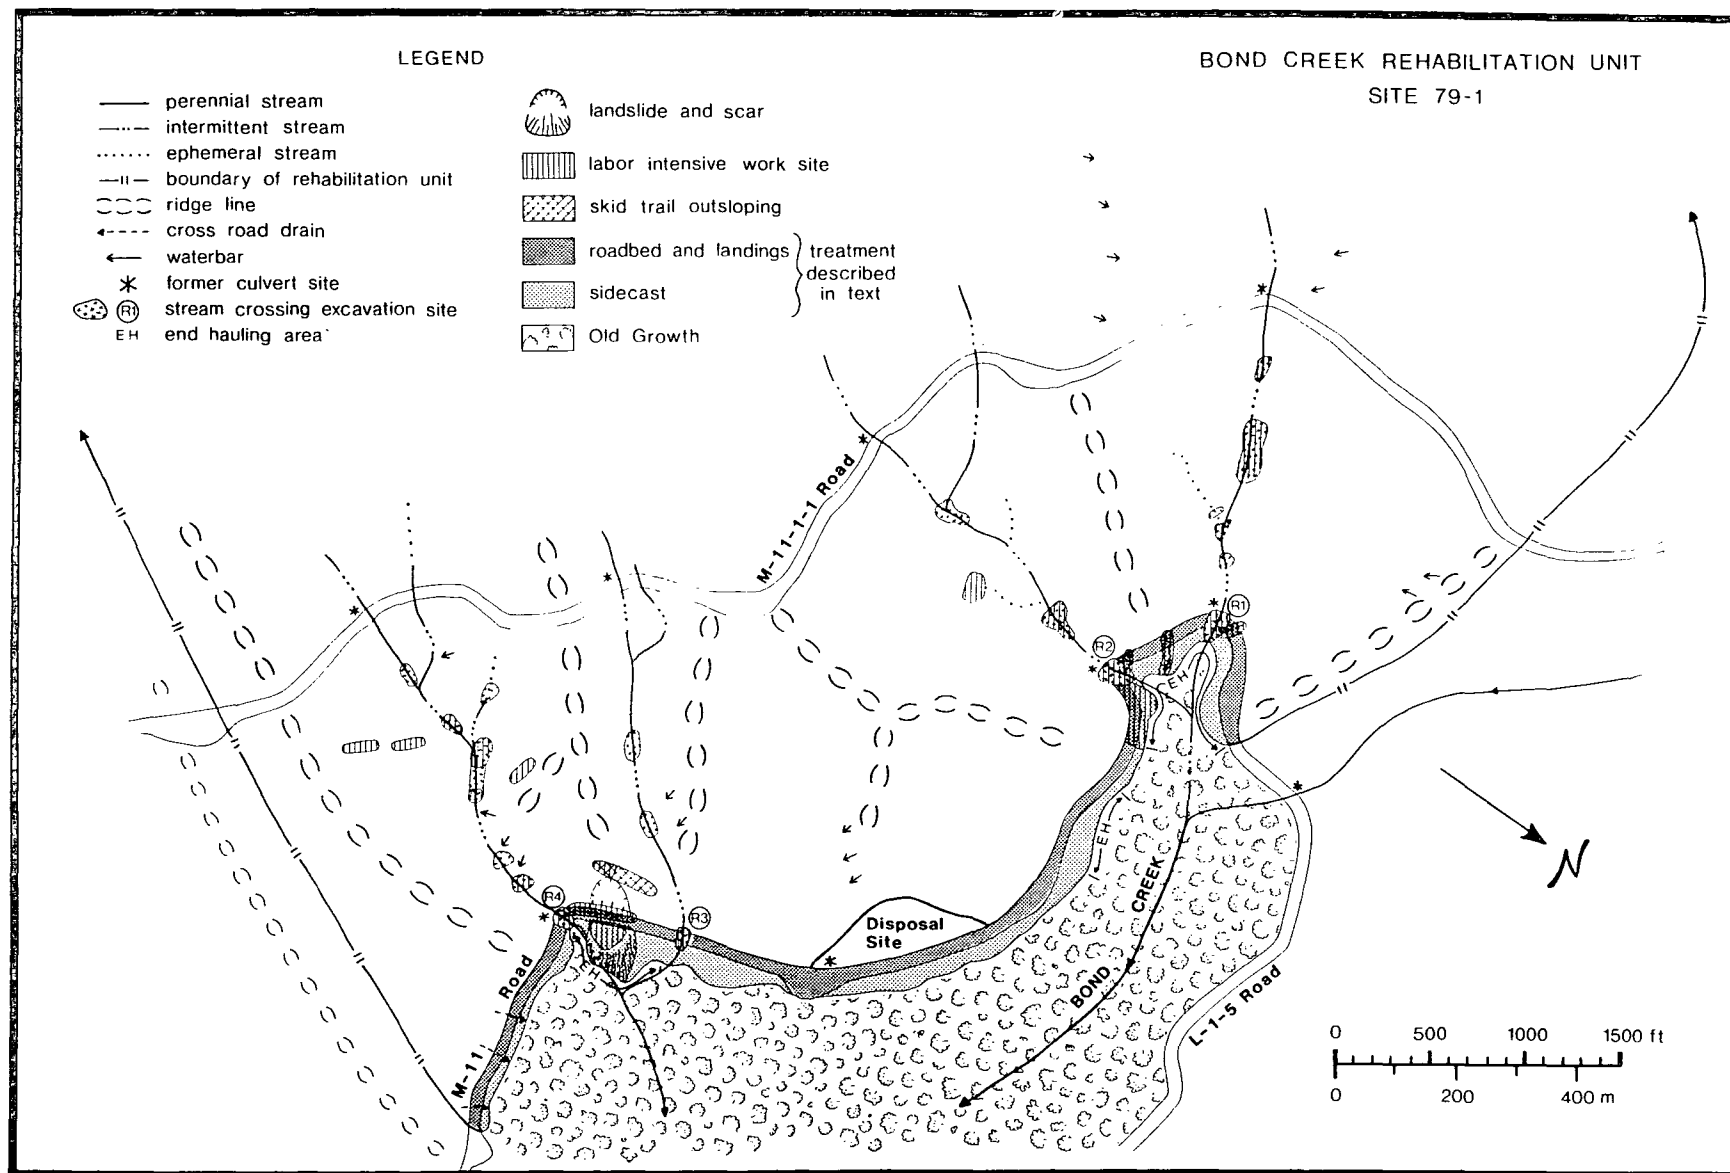 LEGEND
perennial stream
intermittent stream
ephemeral stream
boundary of rehabilitation unit
ridge line
cross road drain
waterbar
former culvert site
R1 stream crossing excavation site
EH end hauling area
landslide and scar
labor intensive work site
skid trail outsloping
roadbed and landings
sidecast
treatment
described
in text
Old Growth
BOND CREEK REHABILITATION UNIT
SITE 79-1
M-11-1-1 Road
R1
R2
EH
EH
R4
R3
EH
Disposal
Site
M-11 Road
BOND CREEK
L-1-5 Road
N
0 500 1000 1500 ft
0 200 400 m